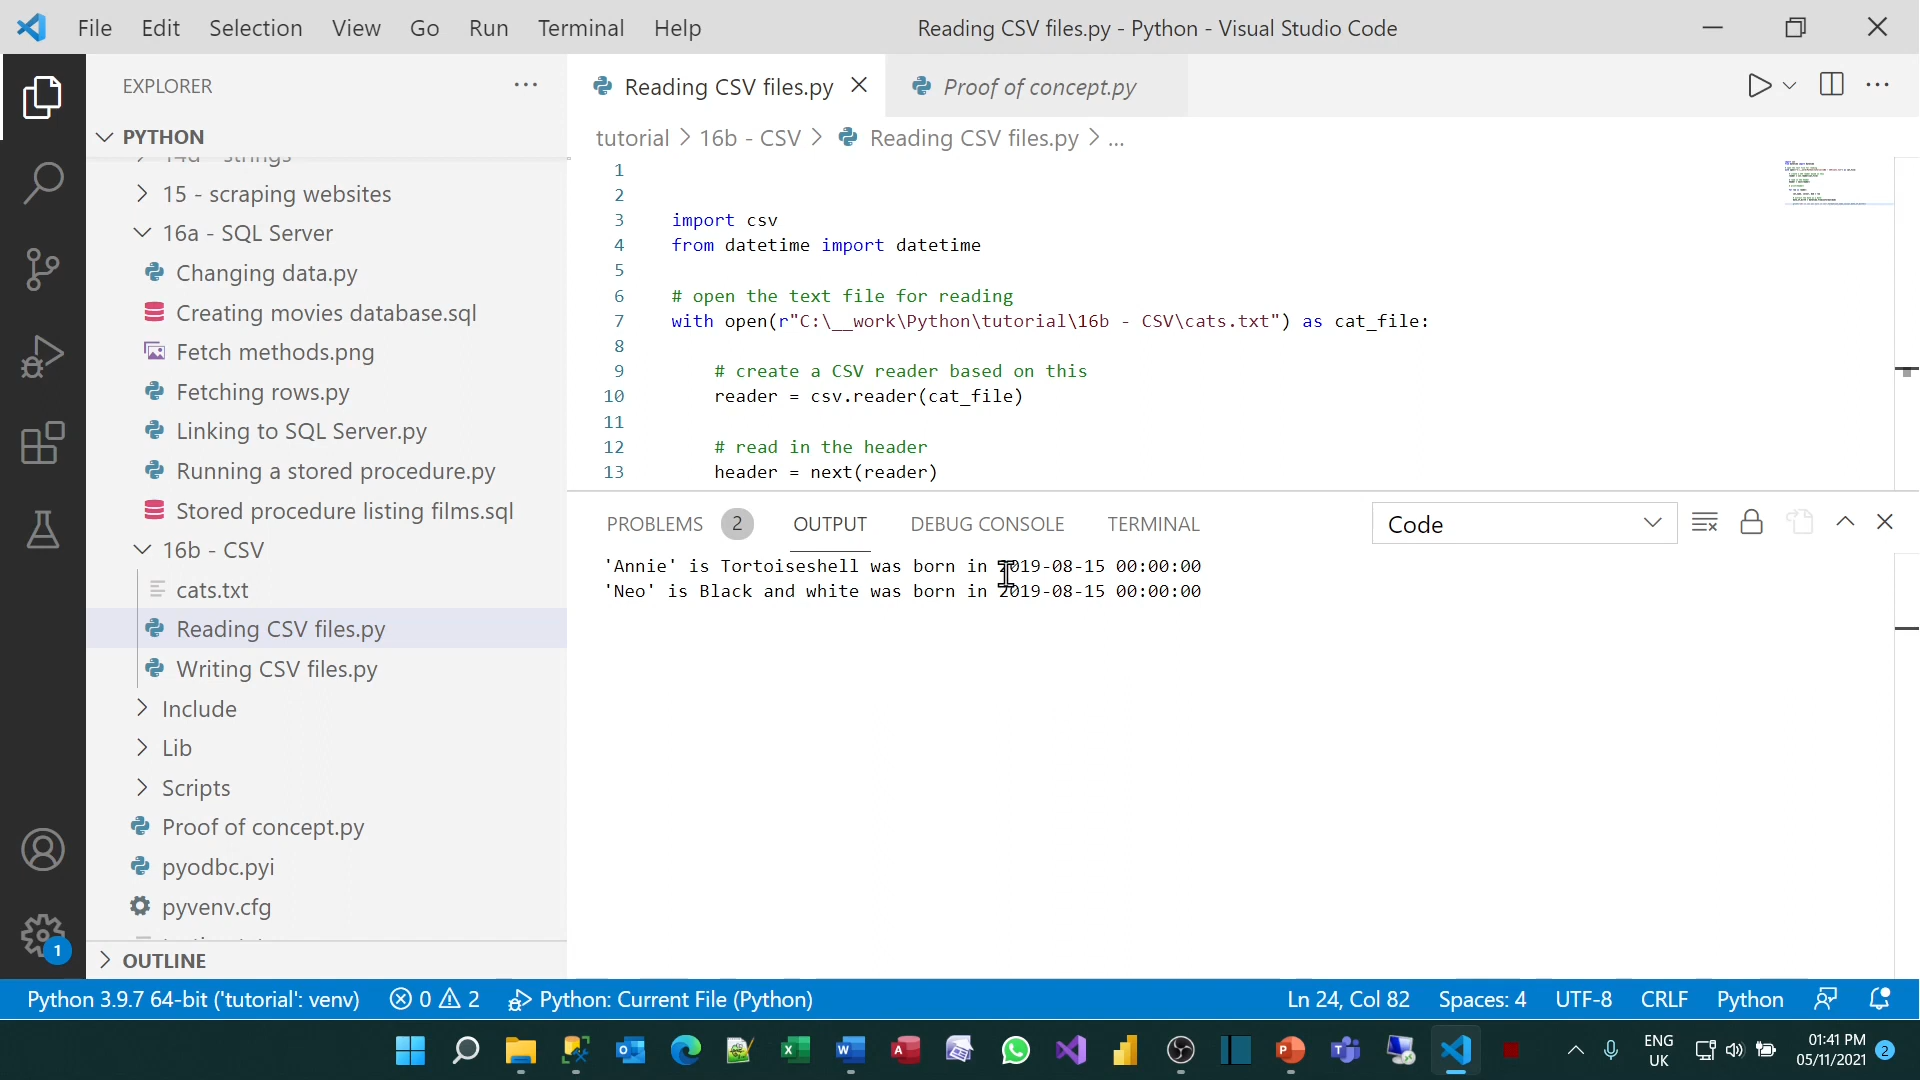 File Edit Selection View Go Run Terminal Help
Reading CSV files.py - Python - Visual Studio Code
EXPLORER
PYTHON
15 - scraping websites
16a - SQL Server
Changing data.py
Creating movies database.sql
Fetch methods.png
Fetching rows.py
Linking to SQL Server.py
Running a stored procedure.py
Stored procedure listing films.sql
16b - CSV
cats.txt
Reading CSV files.py
Writing CSV files.py
Include
Lib
Scripts
Proof of concept.py
pyodbc.pyi
pyvenv.cfg
OUTLINE
Reading CSV files.py
Proof of concept.py
tutorial > 16b - CSV > Reading CSV files.py > ...
1
2
3 import csv
4 from datetime import datetime
5
6 # open the text file for reading
7 with open(r"C:\__work\Python\tutorial\16b - CSV\cats.txt") as cat_file:
8
9 # create a CSV reader based on this
10 reader = csv.reader(cat_file)
11
12 # read in the header
13 header = next(reader)
PROBLEMS 2 OUTPUT DEBUG CONSOLE TERMINAL
Code
'Annie' is Tortoiseshell was born in 2019-08-15 00:00:00
'Neo' is Black and white was born in 2019-08-15 00:00:00
1
Python 3.9.7 64-bit ('tutorial': venv) 0 2 Python: Current File (Python)
Ln 24, Col 82 Spaces: 4 UTF-8 CRLF Python
ENG
UK
01:41 PM
05/11/2021
2